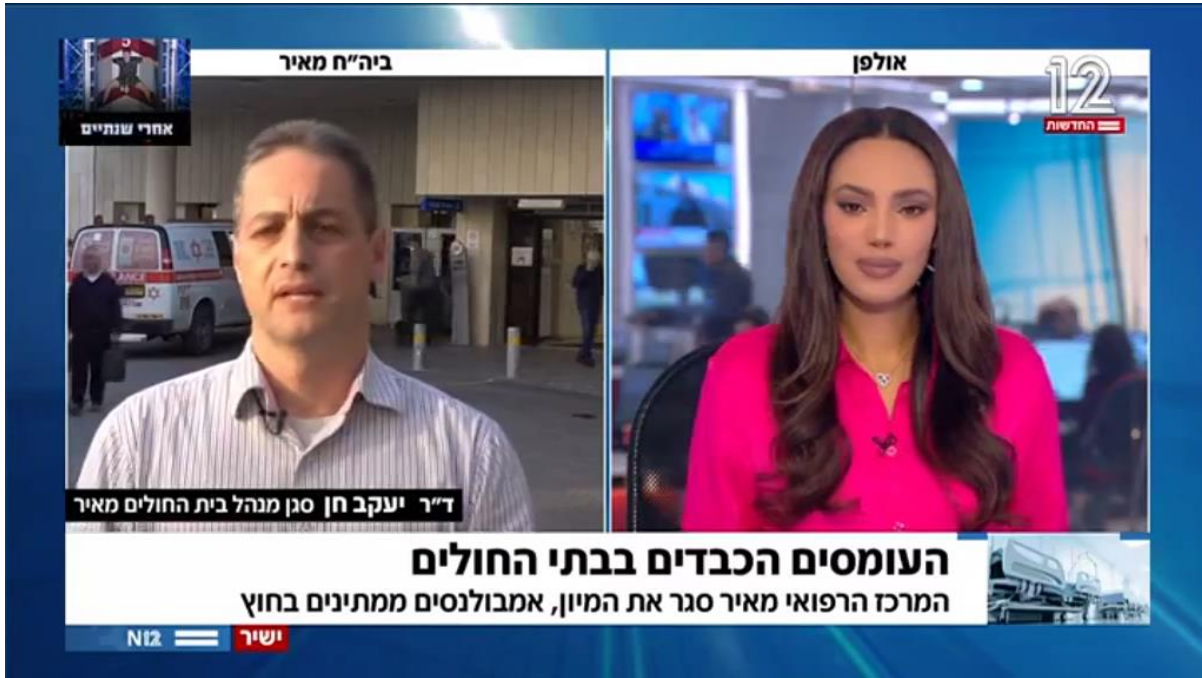 ביה״ח מאיר
אולפן
12
החדשות
אחרי שנתיים
AMBULANCE
ד״ר יעקב חן סגן מנהל בית החולים מאיר
העומסים הכבדים בבתי החולים
המרכז הרפואי מאיר סגר את המיון, אמבולנסים ממתינים בחוץ
N12 ישיר